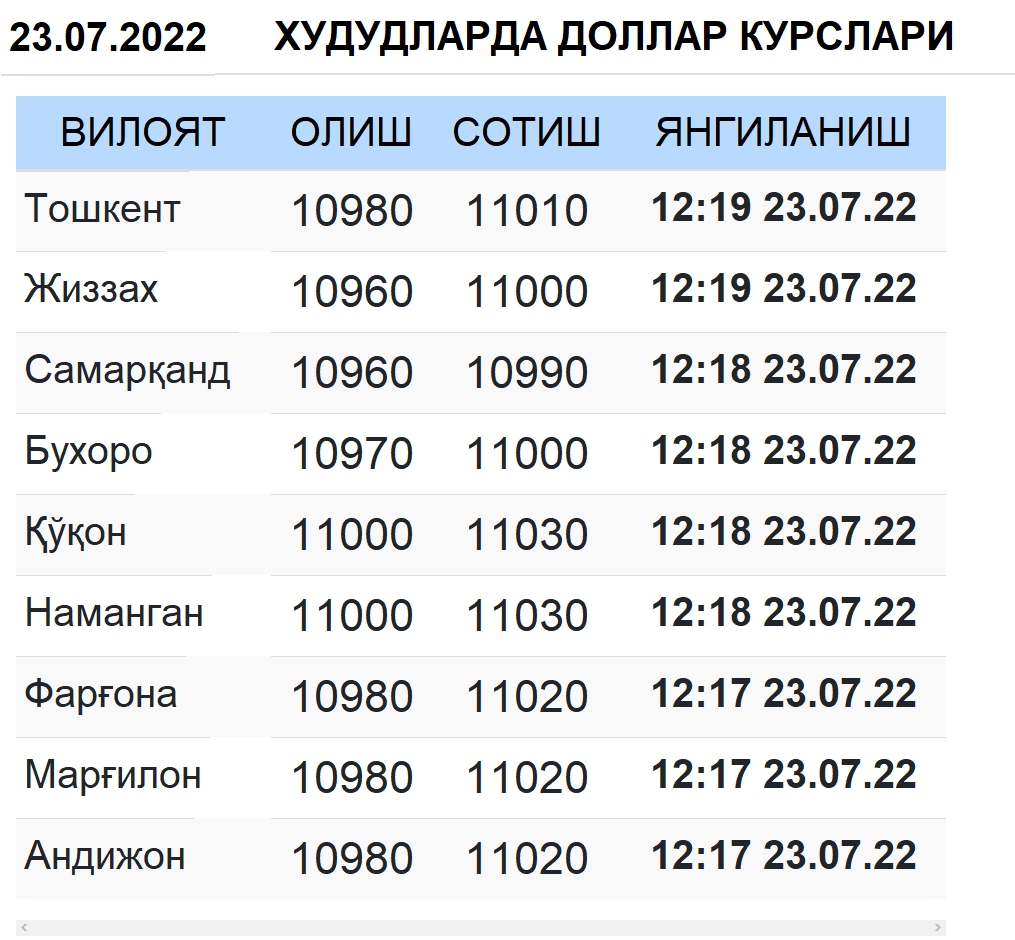 23.07.2022 ХУДУДЛАРДА ДОЛЛАР КУРСЛАРИ
ВИЛОЯТ ОЛИШ СОТИШ ЯНГИЛАНИШ
Тошкент 10980 11010 12:19 23.07.22
Жиззах 10960 11000 12:19 23.07.22
Самарқанд 10960 10990 12:18 23.07.22
Бухоро 10970 11000 12:18 23.07.22
Қўқон 11000 11030 12:18 23.07.22
Наманган 11000 11030 12:18 23.07.22
Фарғона 10980 11020 12:17 23.07.22
Марғилон 10980 11020 12:17 23.07.22
Андижон 10980 11020 12:17 23.07.22